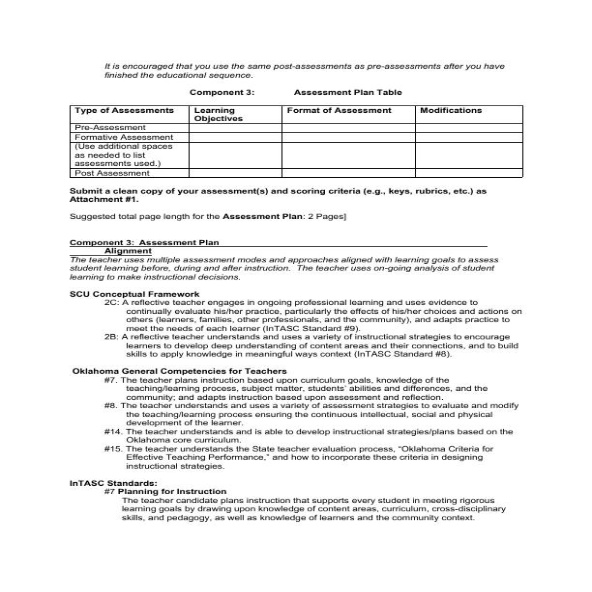 It is encouraged that you use the same post-assessments as pre-assessments after you have
finished the educational sequence.
Component 3: Assessment Plan Table
Type of Assessments Learning Objectives Format of Assessment Modifications
Pre-Assessment
Formative Assessment
(Use additional spaces
as needed to list
assessments used.)
Post Assessment
Submit a clean copy of your assessment(s) and scoring criteria (e.g., keys, rubrics, etc.) as
Attachment #1.
Suggested total page length for the Assessment Plan: 2 Pages]
Component 3: Assessment Plan
Alignment
The teacher uses multiple assessment modes and approaches aligned with learning goals to assess
student learning before, during and after instruction. The teacher uses on-going analysis of student
learning to make instructional decisions.
SCU Conceptual Framework
2C: A reflective teacher engages in ongoing professional learning and uses evidence to
continually evaluate his/her practice, particularly the effects of his/her choices and actions on
others (learners, families, other professionals, and the community), and adapts practice to
meet the needs of each learner (InTASC Standard #9).
2B: A reflective teacher understands and uses a variety of instructional strategies to encourage
learners to develop deep understanding of content areas and their connections, and to build
skills to apply knowledge in meaningful ways context (InTASC Standard #8).
Oklahoma General Competencies for Teachers
#7. The teacher plans instruction based upon curriculum goals, knowledge of the
teaching/learning process, subject matter, students' abilities and differences, and the
community; and adapts instruction based upon assessment and reflection.
#8. The teacher understands and uses a variety of assessment strategies to evaluate and modify
the teaching/learning process ensuring the continuous intellectual, social and physical
development of the learner.
#14. The teacher understands and is able to develop instructional strategies/plans based on the
Oklahoma core curriculum.
#15. The teacher understands the State teacher evaluation process, "Oklahoma Criteria for
Effective Teaching Performance," and how to incorporate these criteria in designing
instructional strategies.
InTASC Standards:
#7 Planning for Instruction
The teacher candidate plans instruction that supports every student in meeting rigorous
learning goals by drawing upon knowledge of content areas, curriculum, cross-disciplinary
skills, and pedagogy, as well as knowledge of learners and the community context.